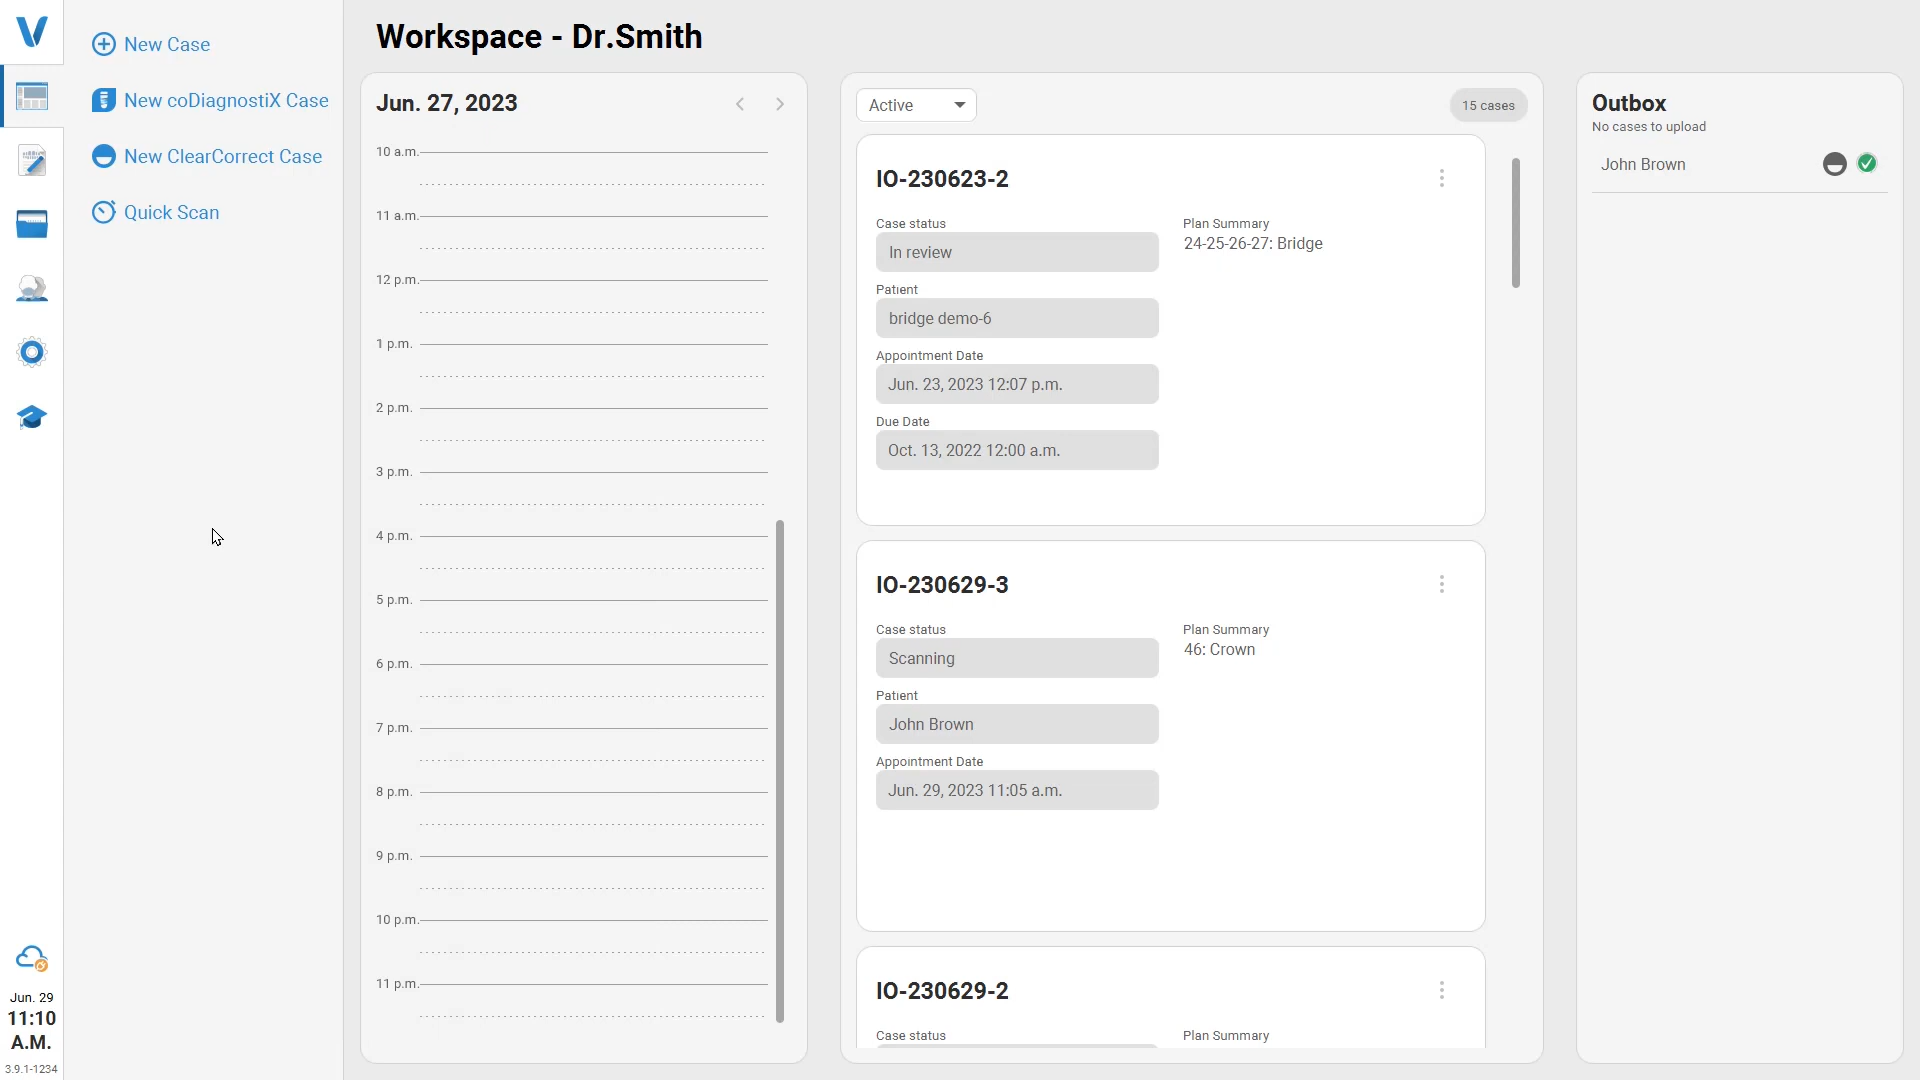 New Case
New coDiagnostiX Case
New ClearCorrect Case
Quick Scan
Jun. 29
11:10
A.M.
3.9.1-1234
Workspace - Dr.Smith
Jun. 27, 2023
10 a.m.
11 a.m.
12 p.m.
1 p.m.
2 p.m.
3 p.m.
4 p.m.
5 p.m.
6 p.m.
7 p.m.
8 p.m.
9 p.m.
10 p.m.
11 p.m.
Active
15 cases
IO-230623-2
Case status
In review
Patient
bridge demo-6
Appointment Date
Jun. 23, 2023 12:07 p.m.
Due Date
Oct. 13, 2022 12:00 a.m.
Plan Summary
24-25-26-27: Bridge
IO-230629-3
Case status
Scanning
Patient
John Brown
Appointment Date
Jun. 29, 2023 11:05 a.m.
Plan Summary
46: Crown
IO-230629-2
Case status
Plan Summary
Outbox
No cases to upload
John Brown